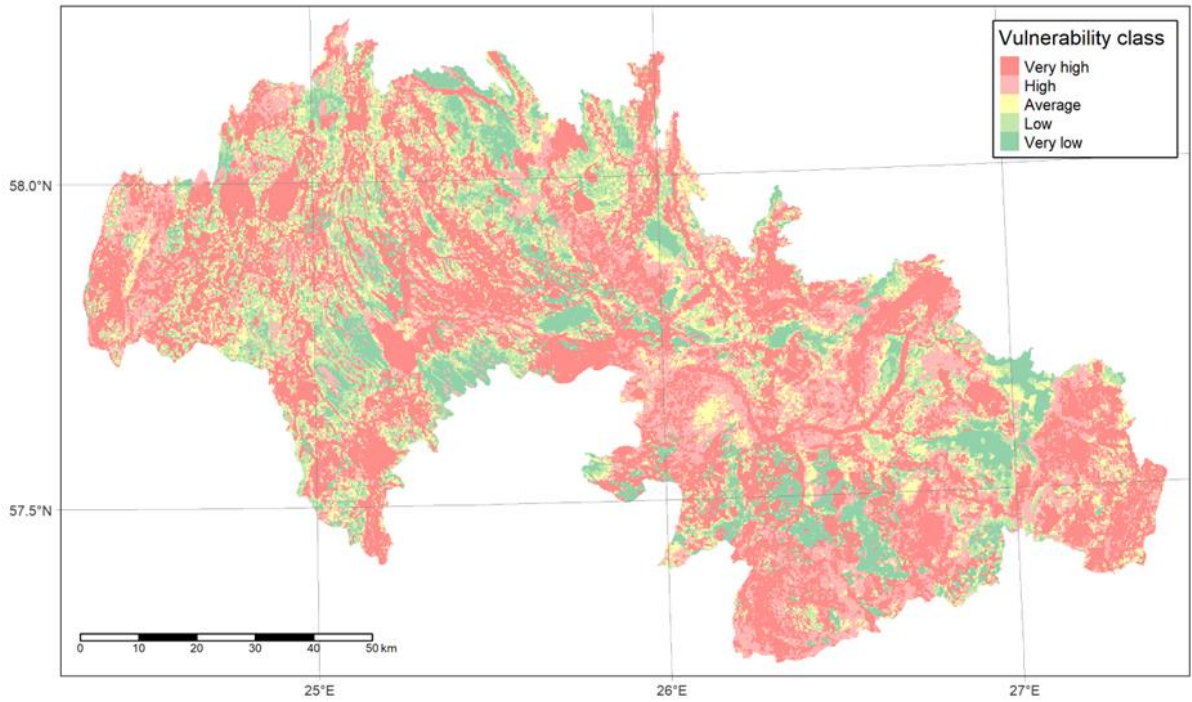 Vulnerability class
Very high
High
Average
Low
Very low
58.0°N
57.5°N
0 10 20 30 40 50 km
25°E 26°E 27°E